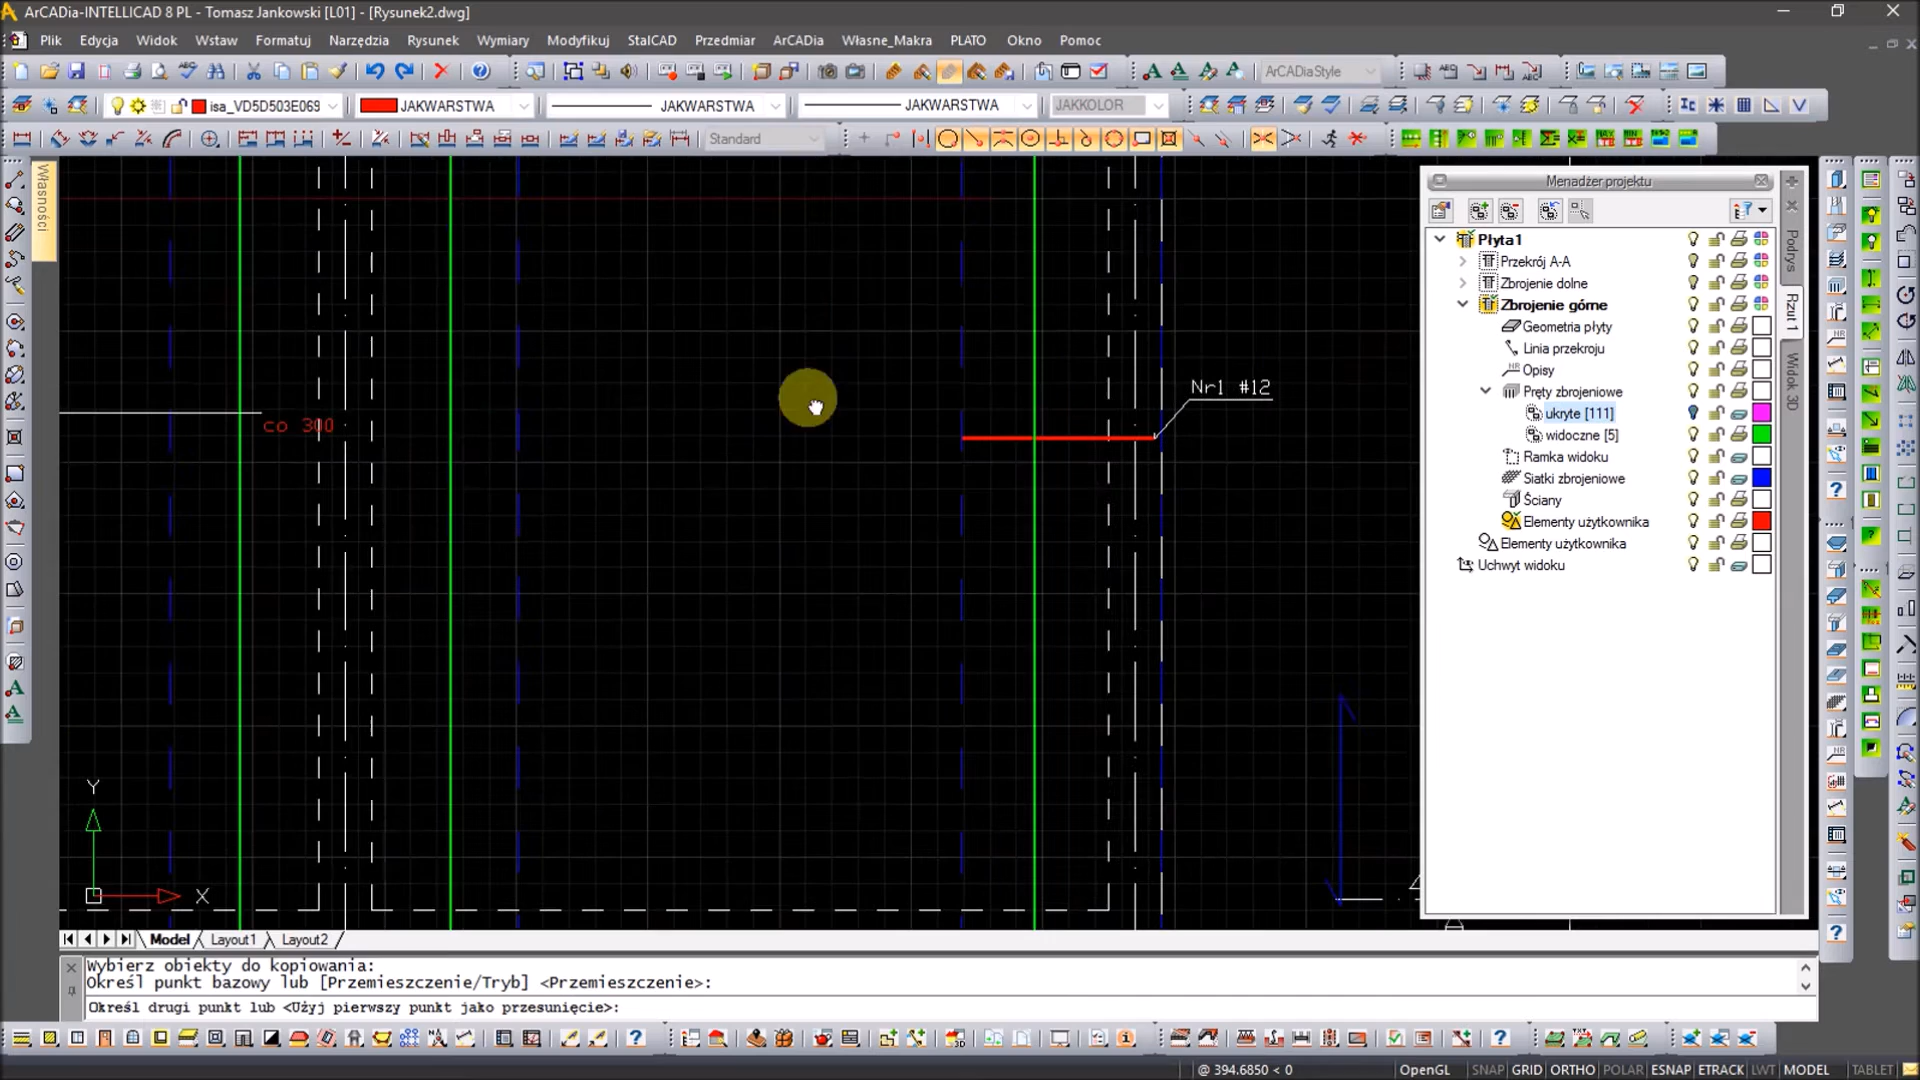 ArCADia-INTELLICAD 8 PL - Tomasz Jankowski [L01] - [Rysunek2.dwg]
Plik Edycja Widok Wstaw Formatuj Narzędzia Rysunek Wymiary Modyfikuj StalCAD Przedmiar ArCADia Własne_Makra PLATO Okno Pomoc
ArCADiaStyle
isa_VD5D503E069 JAKWARSTWA JAKWARSTWA JAKWARSTWA JAKKOLOR
Standard
Własności
Menadżer projektu
Płyta1
Przekrój A-A
Zbrojenie dolne
Zbrojenie górne
Geometria płyty
Linia przekroju
Opisy
Pręty zbrojeniowe
ukryte [111]
widoczne [5]
Ramka widoku
Siatki zbrojeniowe
Ściany
Elementy użytkownika
Elementy użytkownika
Uchwyt widoku
Podrys
Rzut 1
Widok 3D
Nr1 #12
co 300
Y
X
Model Layout1 Layout2
Wybierz obiekty do kopiowania:
Określ punkt bazowy lub [Przemieszczenie/Tryb] <Przemieszczenie>:
Określ drugi punkt lub <Użyj pierwszy punkt jako przesunięcie>:
@ 394.6850 < 0 OpenGL SNAP GRID ORTHO POLAR ESNAP ETRACK LWT MODEL TABLET